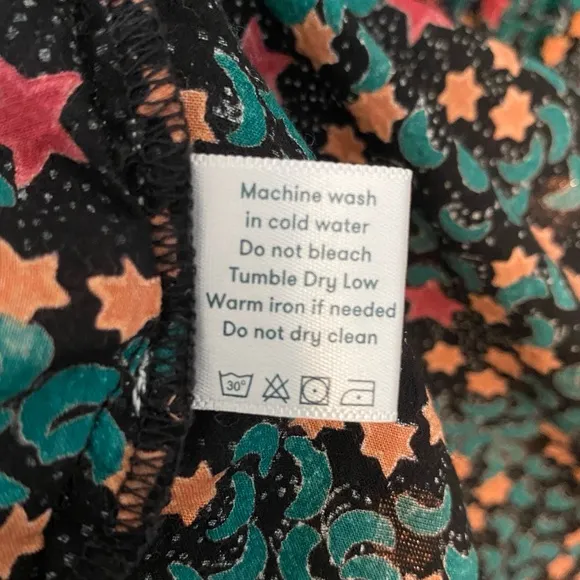 Machine wash
in cold water
Do not bleach
Tumble Dry Low
Warm iron if needed
Do not dry clean
30°